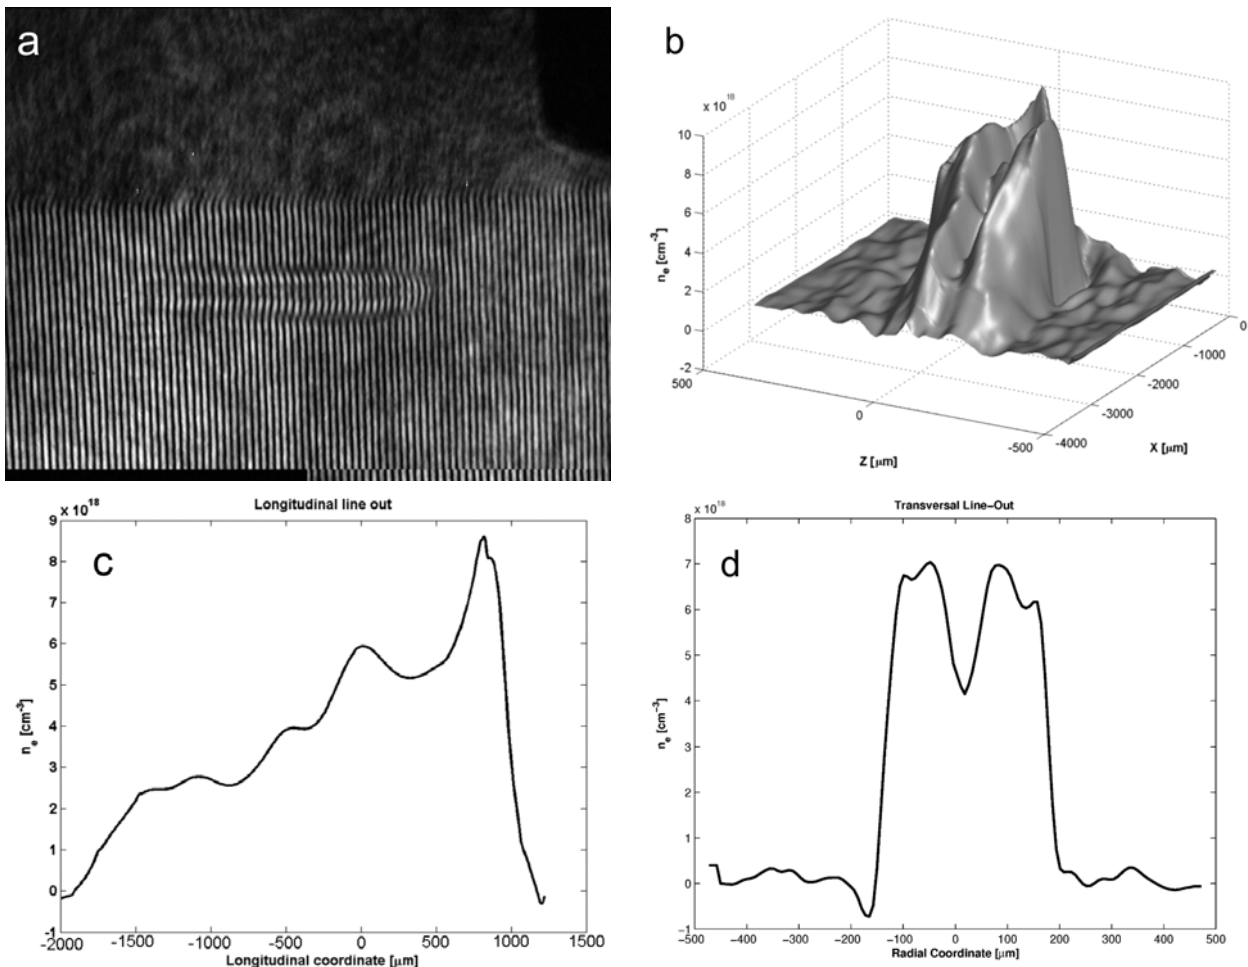 a
b
x 10^18
10
8
6
4
2
0
-2
n_e [cm^-3]
500
0
-500
Z [µm]
0
-1000
-2000
-3000
-4000
X [µm]
c
Longitudinal line out
x 10^18
9
8
7
6
5
4
3
2
1
0
-1
n_e [cm^-3]
-2000 -1500 -1000 -500 0 500 1000 1500
Longitudinal coordinate [µm]
d
Transversal Line-Out
x 10^18
8
7
6
5
4
3
2
1
0
-1
n_e [cm^-3]
-500 -400 -300 -200 -100 0 100 200 300 400 500
Radial Coordinate [µm]